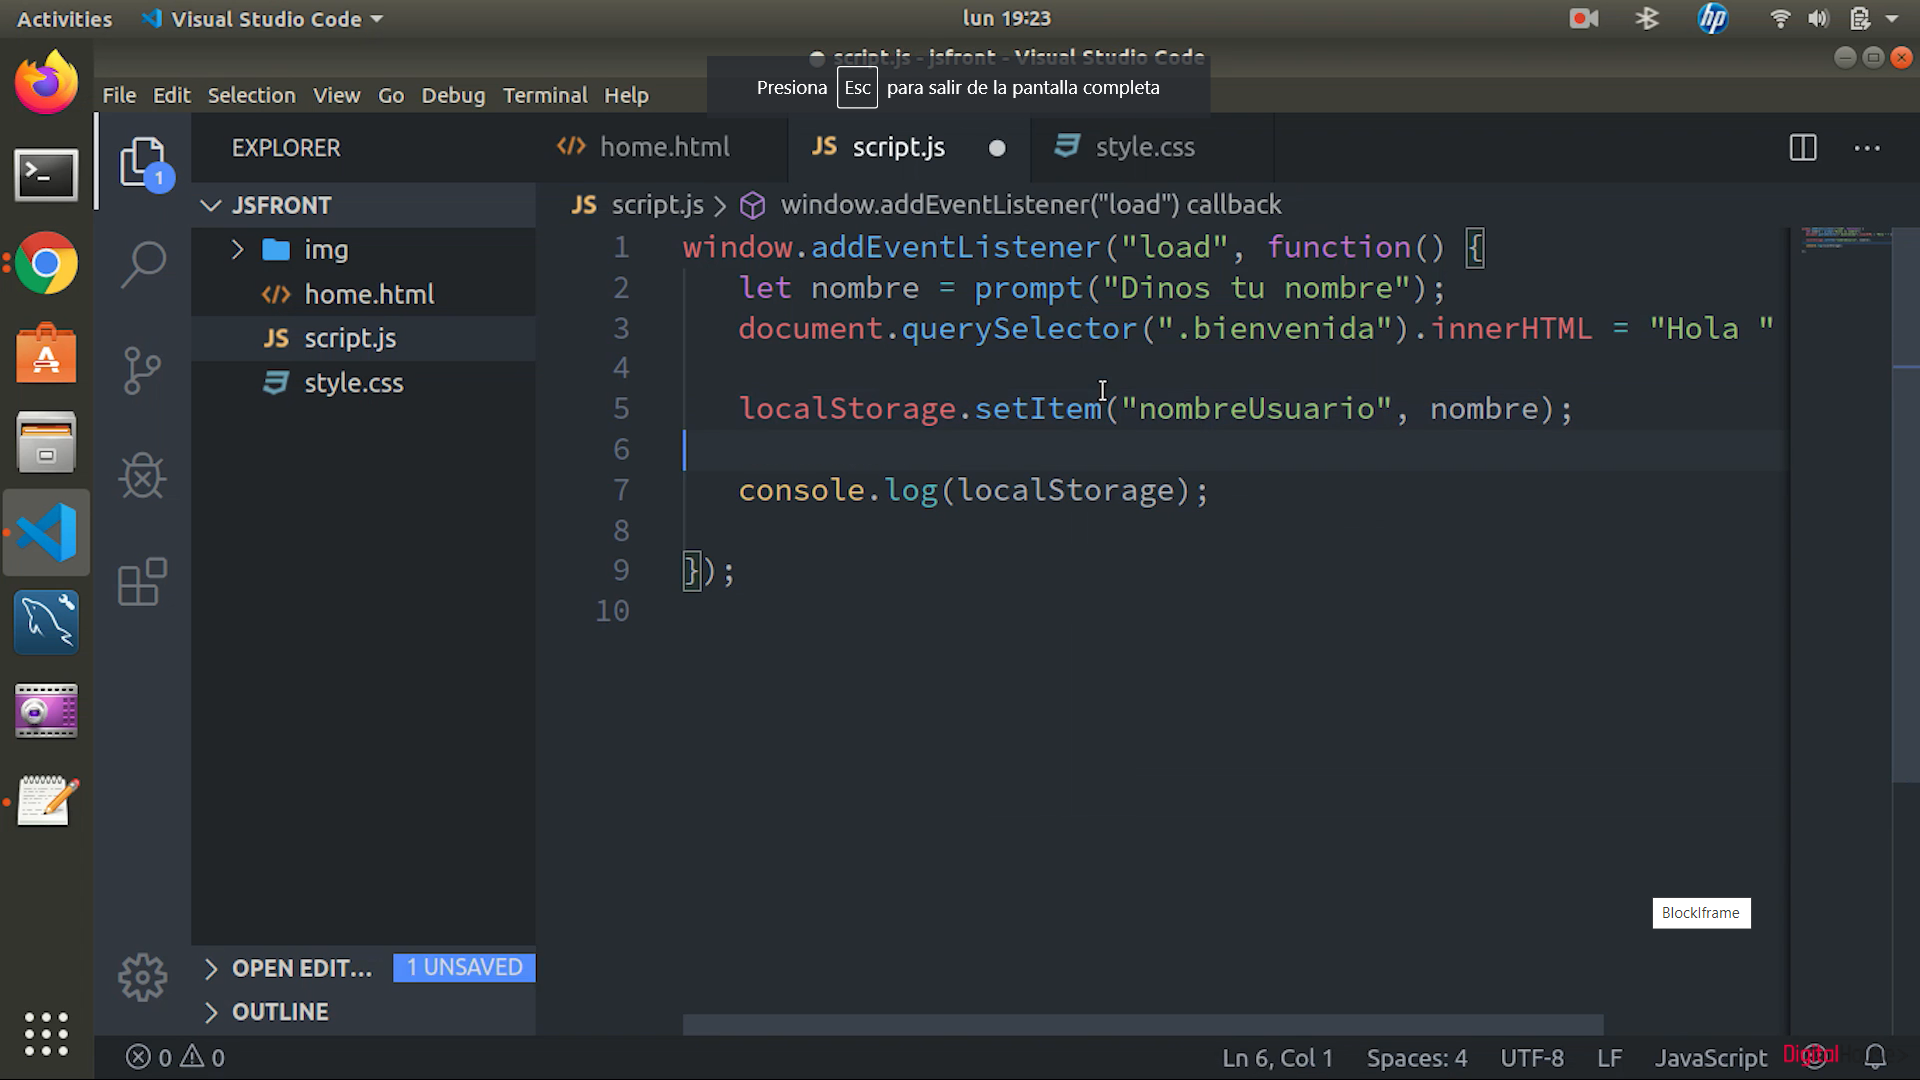 Activities Visual Studio Code lun 19:23
script.js - jsfront - Visual Studio Code
Presiona Esc para salir de la pantalla completa
File Edit Selection View Go Debug Terminal Help
EXPLORER
home.html
JS script.js
style.css
1
JSFRONT
img
home.html
JS script.js
style.css
JS script.js > window.addEventListener("load") callback
1 window.addEventListener("load", function() {
2 let nombre = prompt("Dinos tu nombre");
3 document.querySelector(".bienvenida").innerHTML = "Hola "
4
5 localStorage.setItem("nombreUsuario", nombre);
6
7 console.log(localStorage);
8
9 });
10
BlockIframe
OPEN EDIT... 1 UNSAVED
OUTLINE
0 0
Ln 6, Col 1 Spaces: 4 UTF-8 LF JavaScript
hp